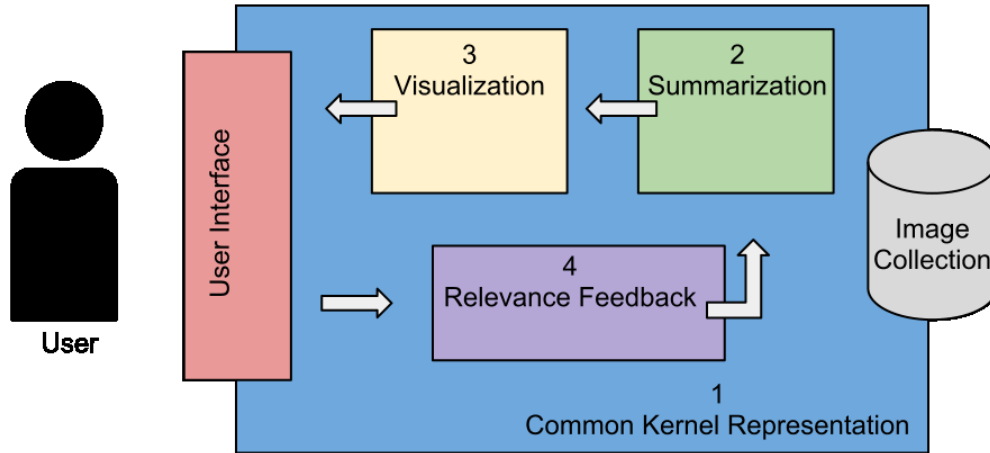 3
Visualization
2
Summarization
User Interface
Image
Collection
4
Relevance Feedback
User
1
Common Kernel Representation